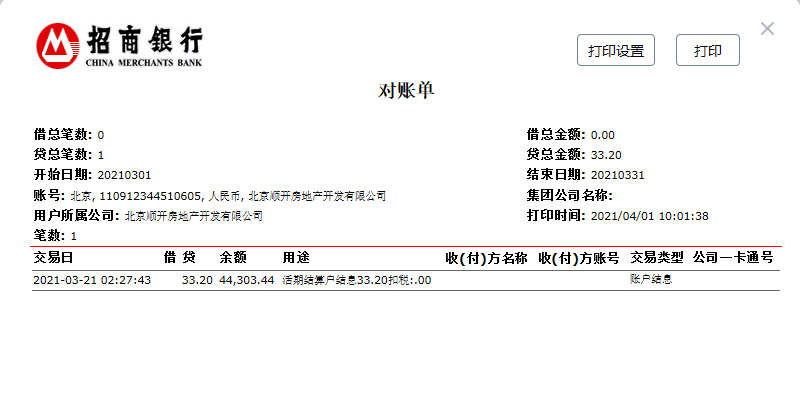 招商银行
CHINA MERCHANTS BANK
打印设置 打印
对账单
借总笔数: 0 借总金额: 0.00
贷总笔数: 1 贷总金额: 33.20
开始日期: 20210301 结束日期: 20210331
账号: 北京, 110912344510605, 人民币, 北京顺开房地产开发有限公司 集团公司名称:
用户所属公司: 北京顺开房地产开发有限公司 打印时间: 2021/04/01 10:01:38
笔数: 1
交易日 借 贷 余额 用途 收(付)方名称 收(付)方账号 交易类型 公司一卡通号
2021-03-21 02:27:43 33.20 44,303.44 活期结算户结息33.20扣税:.00 账户结息